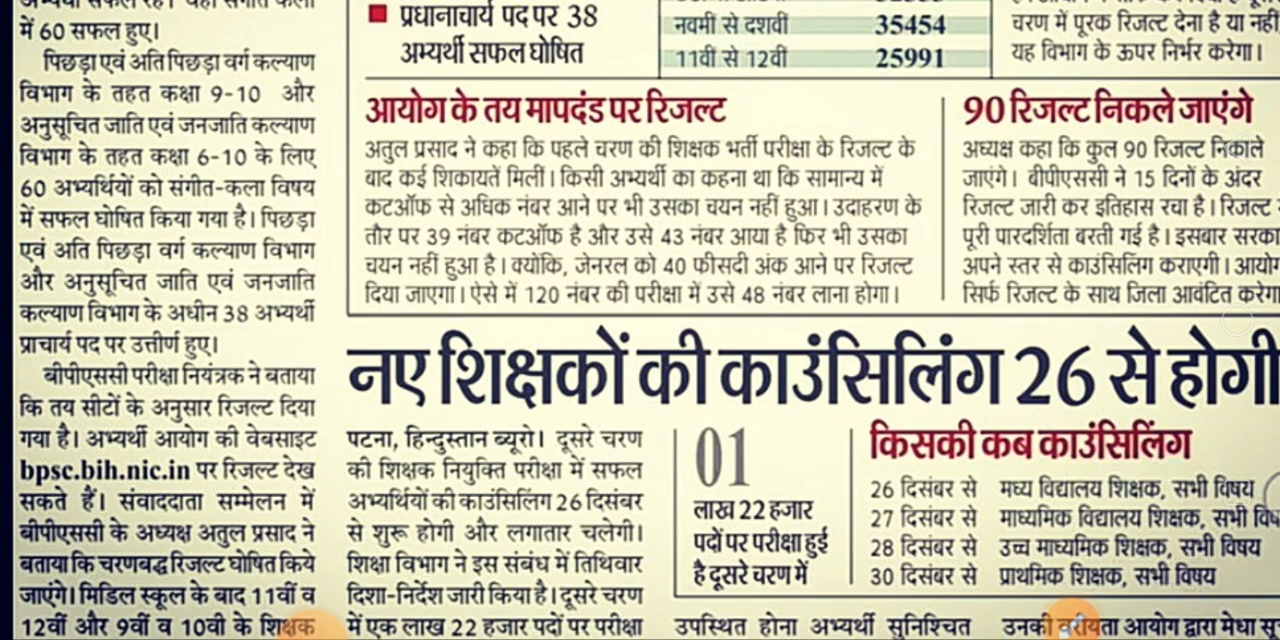 में 60 सफल हुए।
पिछड़ा एवं अति पिछड़ा वर्ग कल्याण
विभाग के तहत कक्षा 9-10 और
अनुसूचित जाति एवं जनजाति कल्याण
विभाग के तहत कक्षा 6-10 के लिए
60 अभ्यर्थियों को संगीत-कला विषय
में सफल घोषित किया गया है। पिछड़ा
एवं अति पिछड़ा वर्ग कल्याण विभाग
और अनुसूचित जाति एवं जनजाति
कल्याण विभाग के अधीन 38 अभ्यर्थी
प्राचार्य पद पर उत्तीर्ण हुए।
बीपीएससी परीक्षा नियंत्रक ने बताया
कि तय सीटों के अनुसार रिजल्ट दिया
गया है। अभ्यर्थी आयोग की वेबसाइट
bpsc.bih.nic.in पर रिजल्ट देख
सकते हैं। संवाददाता सम्मेलन में
बीपीएससी के अध्यक्ष अतुल प्रसाद ने
बताया कि चरणबद्ध रिजल्ट घोषित किये
जाएंगे। मिडिल स्कूल के बाद 11वीं व
12वीं और 9वीं व 10वी के शिक्षक
प्रधानाचार्य पद पर 38
अभ्यर्थी सफल घोषित
नवमीं से दशवीं 35454
11वीं से 12वीं 25991
चरण में पूरक रिजल्ट देना है या नहीं
यह विभाग के ऊपर निर्भर करेगा।
आयोग के तय मापदंड पर रिजल्ट
अतुल प्रसाद ने कहा कि पहले चरण की शिक्षक भर्ती परीक्षा के रिजल्ट के
बाद कई शिकायतें मिलीं। किसी अभ्यर्थी का कहना था कि सामान्य में
कटऑफ से अधिक नंबर आने पर भी उसका चयन नहीं हुआ। उदाहरण के
तौर पर 39 नंबर कटऑफ है और उसे 43 नंबर आया है फिर भी उसका
चयन नहीं हुआ है। क्योंकि, जेनरल को 40 फीसदी अंक आने पर रिजल्ट
दिया जाएगा। ऐसे में 120 नंबर की परीक्षा में उसे 48 नंबर लाना होगा।
90 रिजल्ट निकले जाएंगे
अध्यक्ष कहा कि कुल 90 रिजल्ट निकाले
जाएंगे। बीपीएससी ने 15 दिनों के अंदर
रिजल्ट जारी कर इतिहास रचा है। रिजल्ट
पूरी पारदर्शिता बरती गई है। इसबार सरका
अपने स्तर से काउंसिलिंग कराएगी। आयोग
सिर्फ रिजल्ट के साथ जिला आवंटित करेगा
नए शिक्षकों की काउंसिलिंग 26 से होगी
पटना, हिन्दुस्तान ब्यूरो। दूसरे चरण
की शिक्षक नियुक्ति परीक्षा में सफल
अभ्यर्थियों की काउंसिलिंग 26 दिसंबर
से शुरू होगी और लगातार चलेगी।
शिक्षा विभाग ने इस संबंध में तिथिवार
दिशा-निर्देश जारी किया है। दूसरे चरण
में एक लाख 22 हजार पदों पर परीक्षा
01
लाख 22 हजार
पदों पर परीक्षा हुई
है दूसरे चरण में
किसकी कब काउंसिलिंग
26 दिसंबर से मध्य विद्यालय शिक्षक, सभी विषय
27 दिसंबर से माध्यमिक विद्यालय शिक्षक, सभी
28 दिसंबर से उच्च माध्यमिक शिक्षक, सभी विषय
30 दिसंबर से प्राथमिक शिक्षक, सभी विषय
उपस्थित होना अभ्यर्थी सुनिश्चित
उनकी वरीयता आयोग द्वारा मेधा